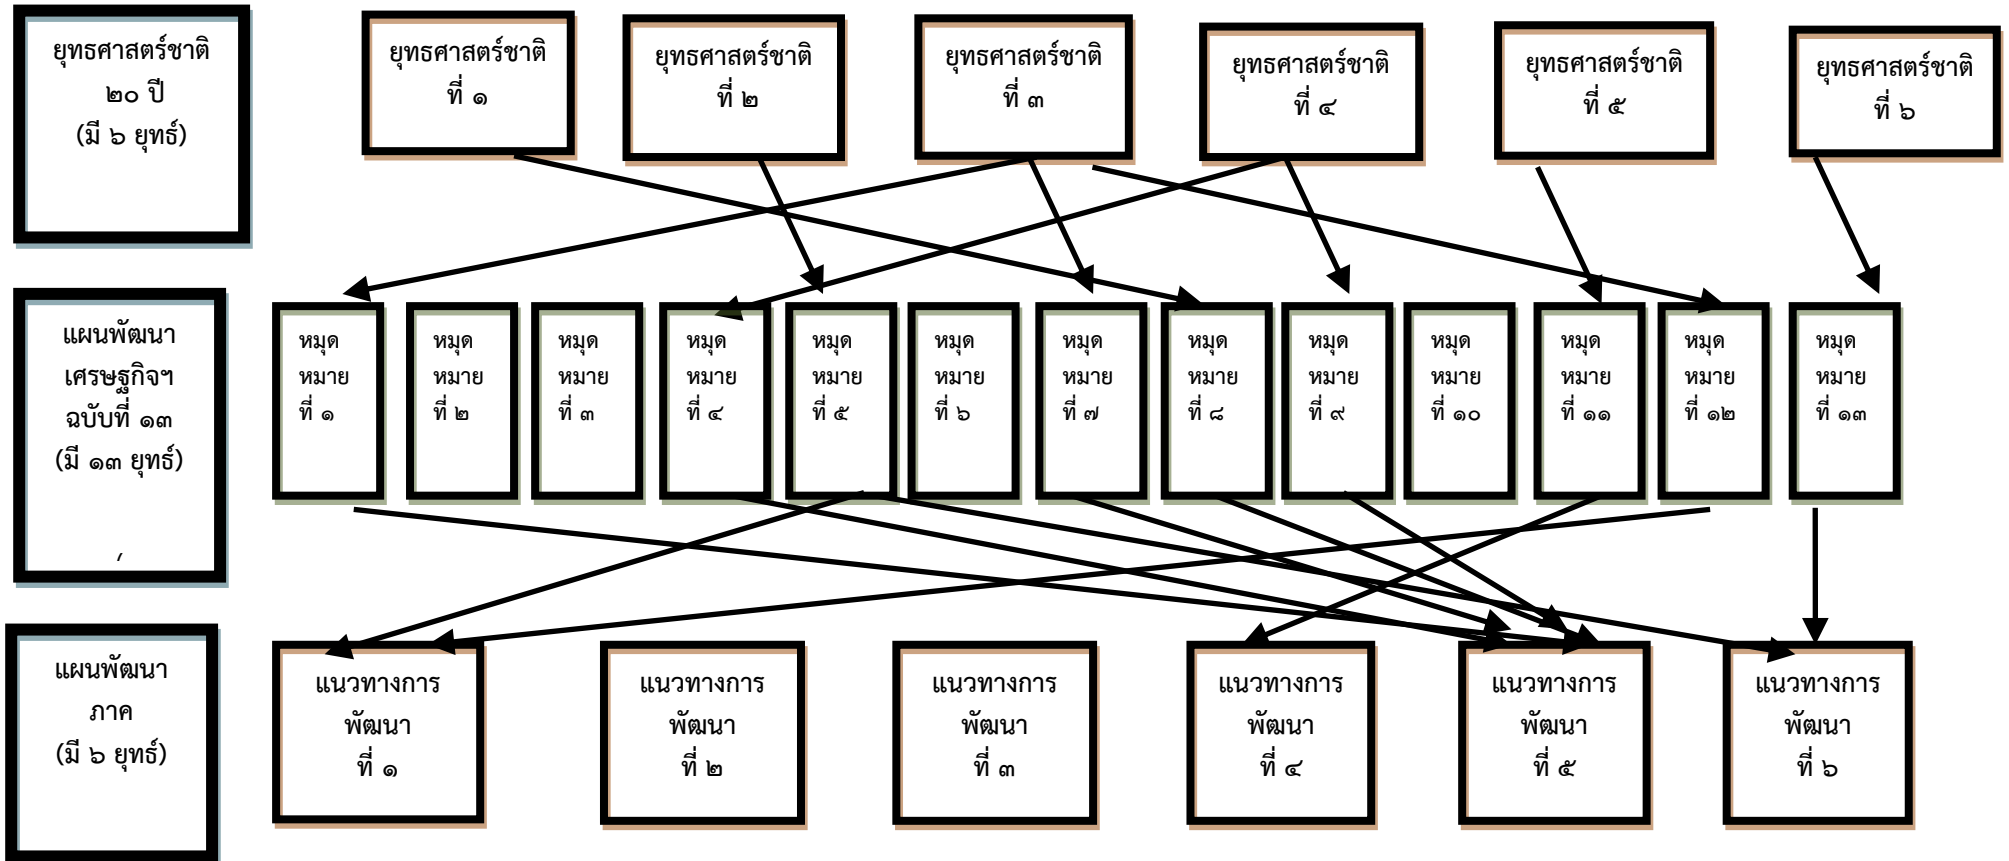 ยุทธศาสตร์ชาติ
๒๐ ปี
(มี ๖ ยุทธ์)
ยุทธศาสตร์ชาติ
ที่ ๑
ยุทธศาสตร์ชาติ
ที่ ๒
ยุทธศาสตร์ชาติ
ที่ ๓
ยุทธศาสตร์ชาติ
ที่ ๔
ยุทธศาสตร์ชาติ
ที่ ๕
ยุทธศาสตร์ชาติ
ที่ ๖
แผนพัฒนา
เศรษฐกิจฯ
ฉบับที่ ๑๓
(มี ๑๓ ยุทธ์)
หมุด
หมาย
ที่ ๑
หมุด
หมาย
ที่ ๒
หมุด
หมาย
ที่ ๓
หมุด
หมาย
ที่ ๔
หมุด
หมาย
ที่ ๕
หมุด
หมาย
ที่ ๖
หมุด
หมาย
ที่ ๗
หมุด
หมาย
ที่ ๘
หมุด
หมาย
ที่ ๙
หมุด
หมาย
ที่ ๑๐
หมุด
หมาย
ที่ ๑๑
หมุด
หมาย
ที่ ๑๒
หมุด
หมาย
ที่ ๑๓
แผนพัฒนา
ภาค
(มี ๖ ยุทธ์)
แนวทางการ
พัฒนา
ที่ ๑
แนวทางการ
พัฒนา
ที่ ๒
แนวทางการ
พัฒนา
ที่ ๓
แนวทางการ
พัฒนา
ที่ ๔
แนวทางการ
พัฒนา
ที่ ๕
แนวทางการ
พัฒนา
ที่ ๖